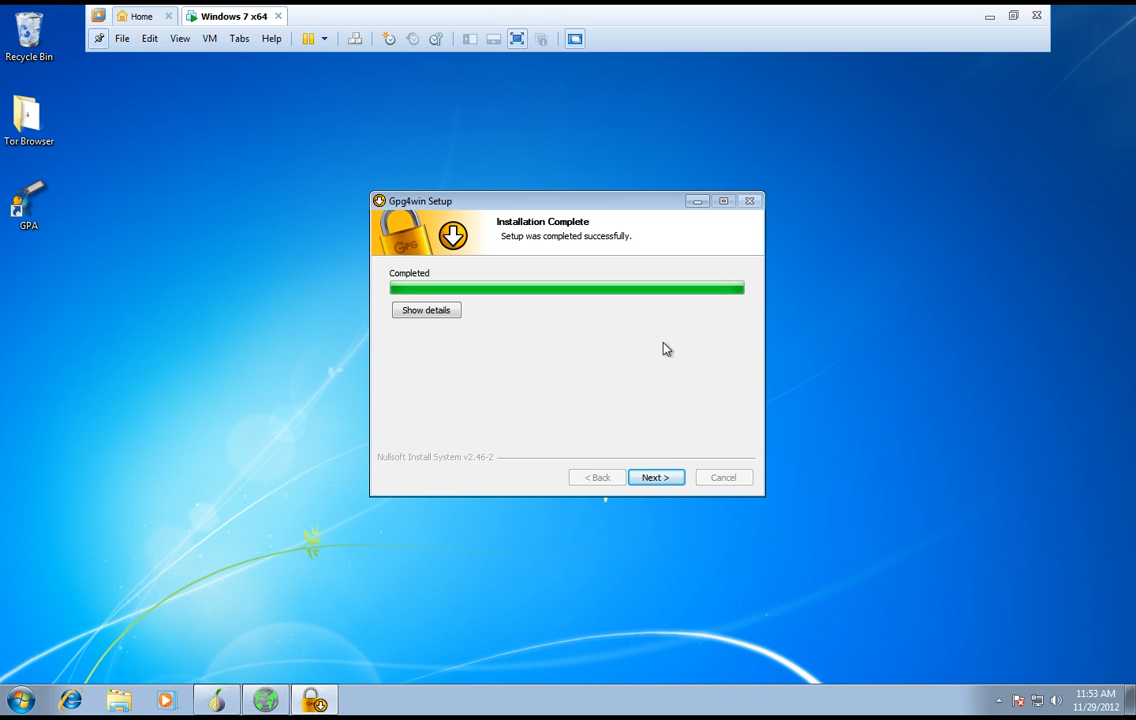 Home
Windows 7 x64
File Edit View VM Tabs Help
Recycle Bin
Tor Browser
GPA
Gpg4win Setup
GPG
Installation Complete
Setup was completed successfully.
Completed
Show details
Nullsoft Install System v2.46-2
< Back
Next >
Cancel
11:53 AM
11/29/2012